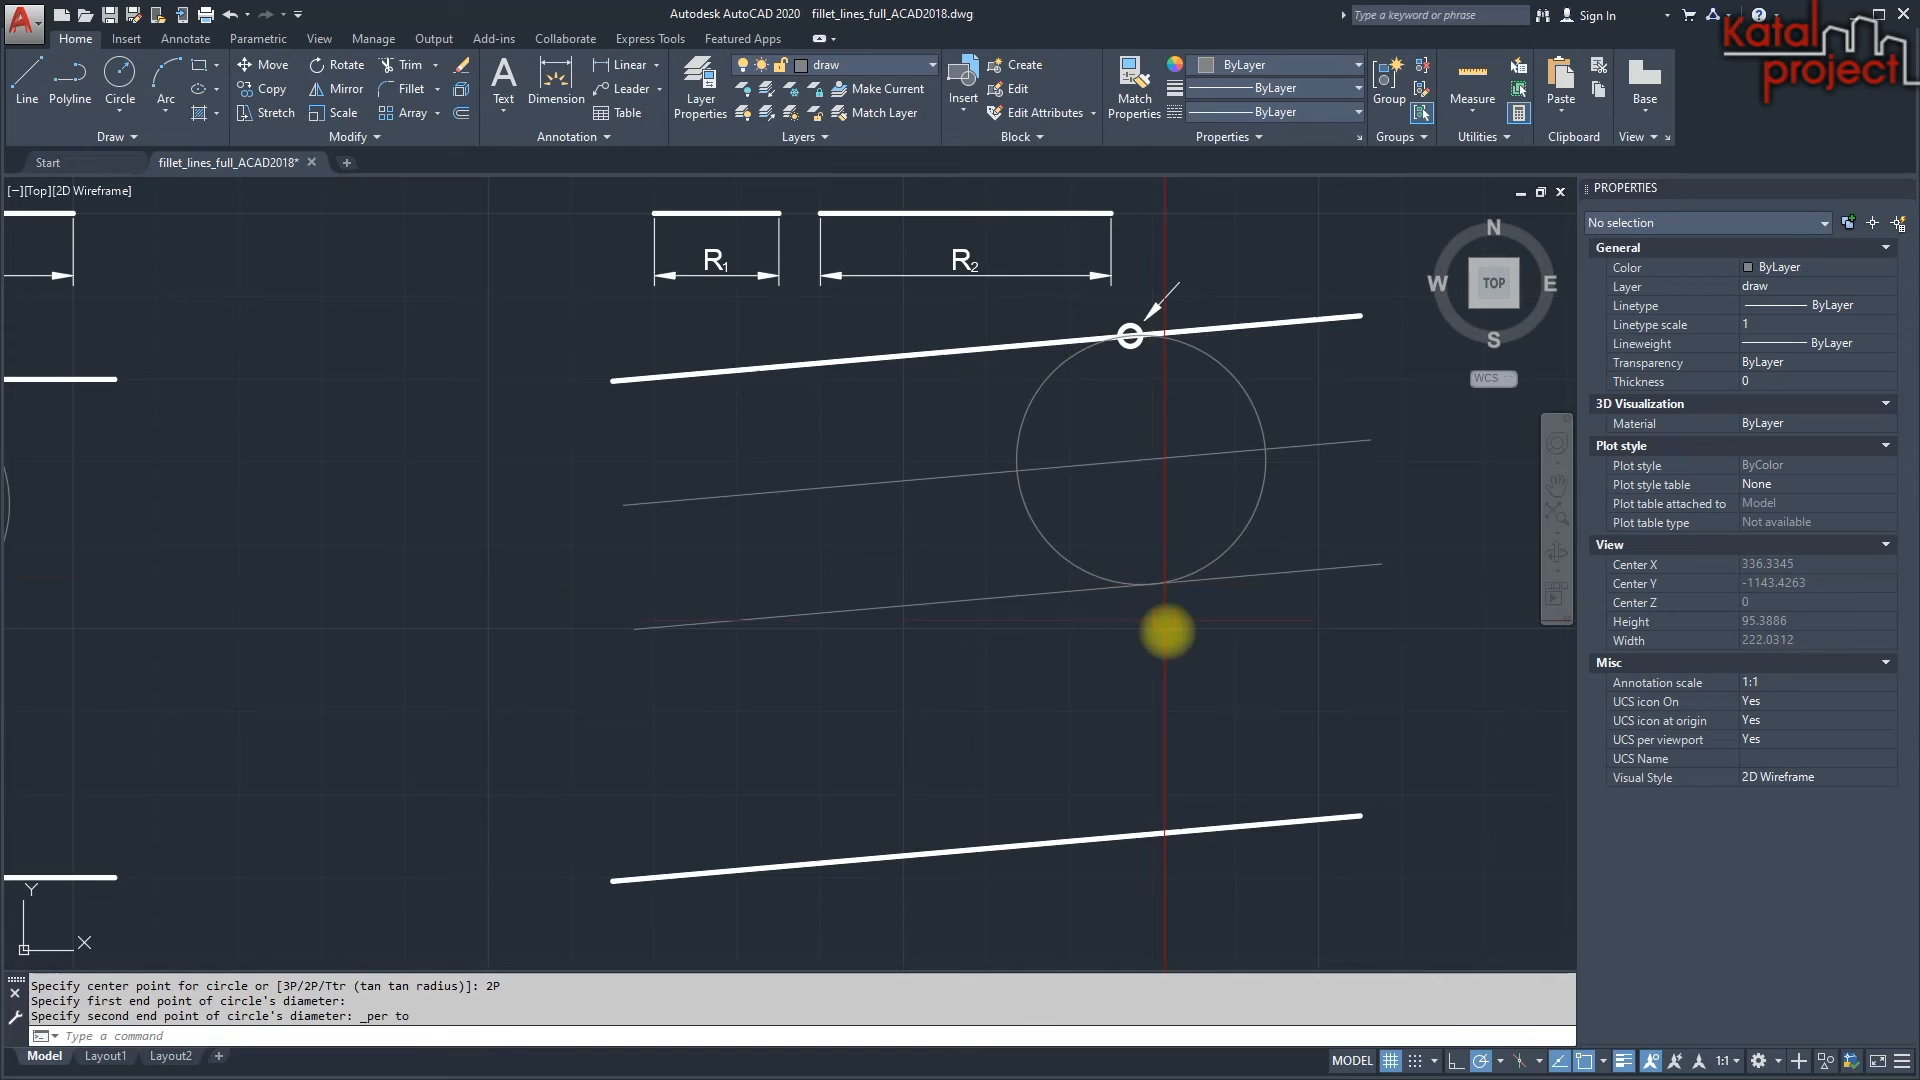 Autodesk AutoCAD 2020 fillet_lines_full_ACAD2018.dwg
Type a keyword or phrase
Sign In
Katal
project
Home Insert Annotate Parametric View Manage Output Add-ins Collaborate Express Tools Featured Apps
Line Polyline Circle Arc
Move Rotate Trim
Copy Mirror Fillet
Stretch Scale Array
Text Dimension
Linear
Leader
Table
Layer
Properties
draw
Make Current
Match Layer
Insert
Create
Edit
Edit Attributes
Match
Properties
ByLayer
ByLayer
ByLayer
Group
Measure
Paste
Base
Draw Modify Annotation Layers Block Properties Groups Utilities Clipboard View
Start fillet_lines_full_ACAD2018*
[−][Top][2D Wireframe]
R1 R2
N
W TOP E
S
WCS
Y
X
PROPERTIES
No selection
General
Color ByLayer
Layer draw
Linetype ByLayer
Linetype scale 1
Lineweight ByLayer
Transparency ByLayer
Thickness 0
3D Visualization
Material ByLayer
Plot style
Plot style ByColor
Plot style table None
Plot table attached to Model
Plot table type Not available
View
Center X 336.3345
Center Y -1143.4263
Center Z 0
Height 95.3886
Width 222.0312
Misc
Annotation scale 1:1
UCS icon On Yes
UCS icon at origin Yes
UCS per viewport Yes
UCS Name
Visual Style 2D Wireframe
Specify center point for circle or [3P/2P/Ttr (tan tan radius)]: 2P
Specify first end point of circle's diameter:
Specify second end point of circle's diameter: _per to
Type a command
Model Layout1 Layout2 +
MODEL 1:1